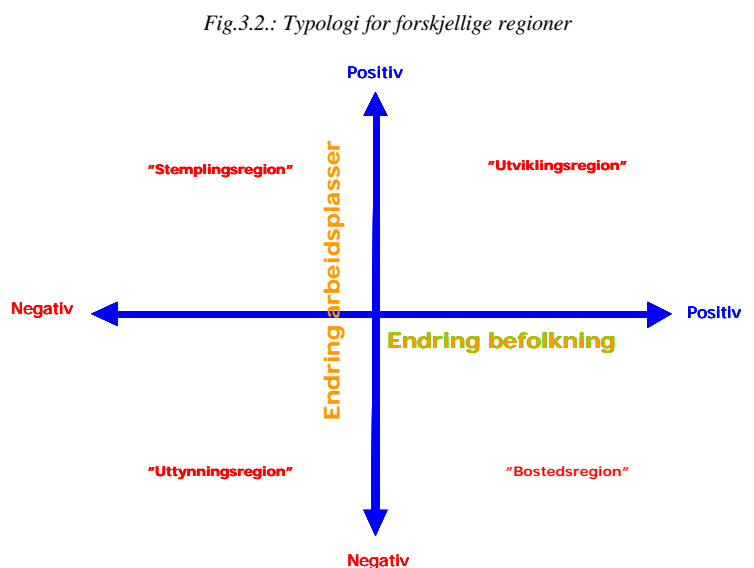 Fig.3.2.: Typologi for forskjellige regioner
Positiv
"Stemplingsregion"
"Utviklingsregion"
Endring arbeidsplasser
Negativ
Positiv
Endring befolkning
"Uttynningsregion"
"Bostedsregion"
Negativ